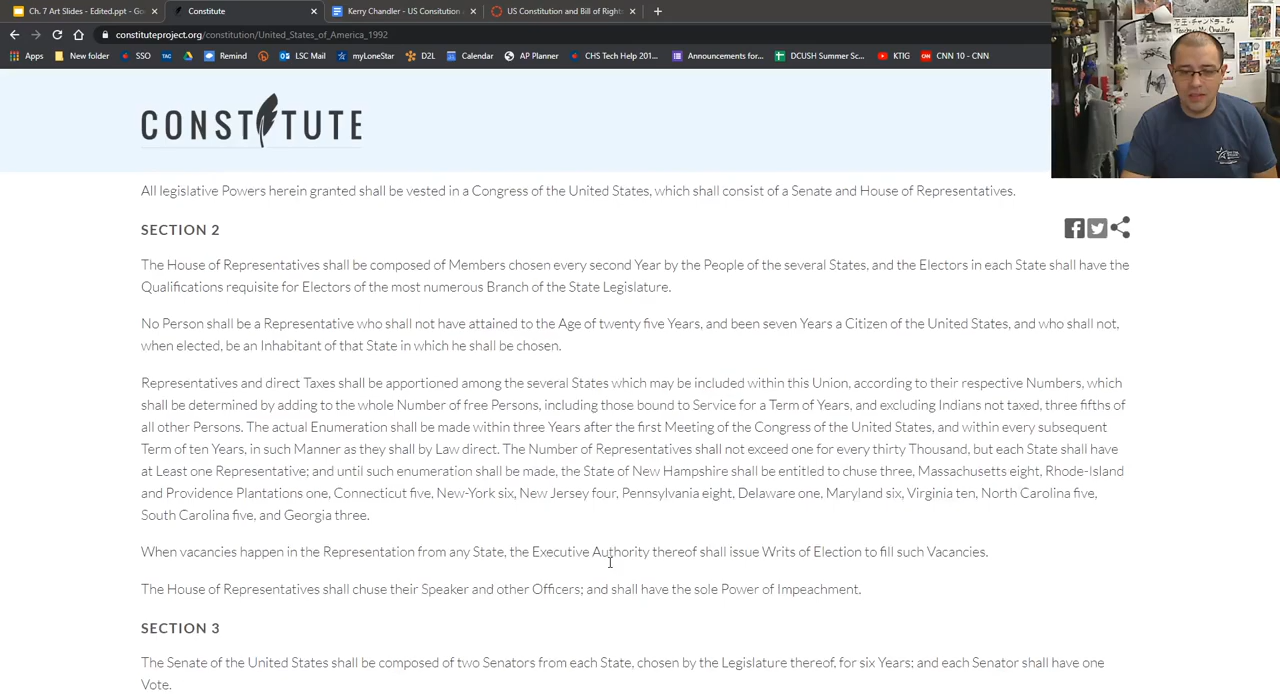 Ch. 7 Art Slides - Edited.ppt - Go
Constitute
Kerry Chandler - US Consitution
US Constitution and Bill of Right
constituteproject.org/constitution/United_States_of_America_1992
Apps New folder SSO TAC Remind LSC Mail myLoneStar D2L Calendar AP Planner CHS Tech Help 201... Announcements for... DCUSH Summer Sc... KTIG CNN 10 - CNN
CONSTITUTE
All legislative Powers herein granted shall be vested in a Congress of the United States, which shall consist of a Senate and House of Representatives.
SECTION 2
The House of Representatives shall be composed of Members chosen every second Year by the People of the several States, and the Electors in each State shall have the
Qualifications requisite for Electors of the most numerous Branch of the State Legislature.
No Person shall be a Representative who shall not have attained to the Age of twenty five Years, and been seven Years a Citizen of the United States, and who shall not,
when elected, be an Inhabitant of that State in which he shall be chosen.
Representatives and direct Taxes shall be apportioned among the several States which may be included within this Union, according to their respective Numbers, which
shall be determined by adding to the whole Number of free Persons, including those bound to Service for a Term of Years, and excluding Indians not taxed, three fifths of
all other Persons. The actual Enumeration shall be made within three Years after the first Meeting of the Congress of the United States, and within every subsequent
Term of ten Years, in such Manner as they shall by Law direct. The Number of Representatives shall not exceed one for every thirty Thousand, but each State shall have
at Least one Representative; and until such enumeration shall be made, the State of New Hampshire shall be entitled to chuse three, Massachusetts eight, Rhode-Island
and Providence Plantations one, Connecticut five, New-York six, New Jersey four, Pennsylvania eight, Delaware one, Maryland six, Virginia ten, North Carolina five,
South Carolina five, and Georgia three.
When vacancies happen in the Representation from any State, the Executive Authority thereof shall issue Writs of Election to fill such Vacancies.
The House of Representatives shall chuse their Speaker and other Officers; and shall have the sole Power of Impeachment.
SECTION 3
The Senate of the United States shall be composed of two Senators from each State, chosen by the Legislature thereof, for six Years; and each Senator shall have one
Vote.